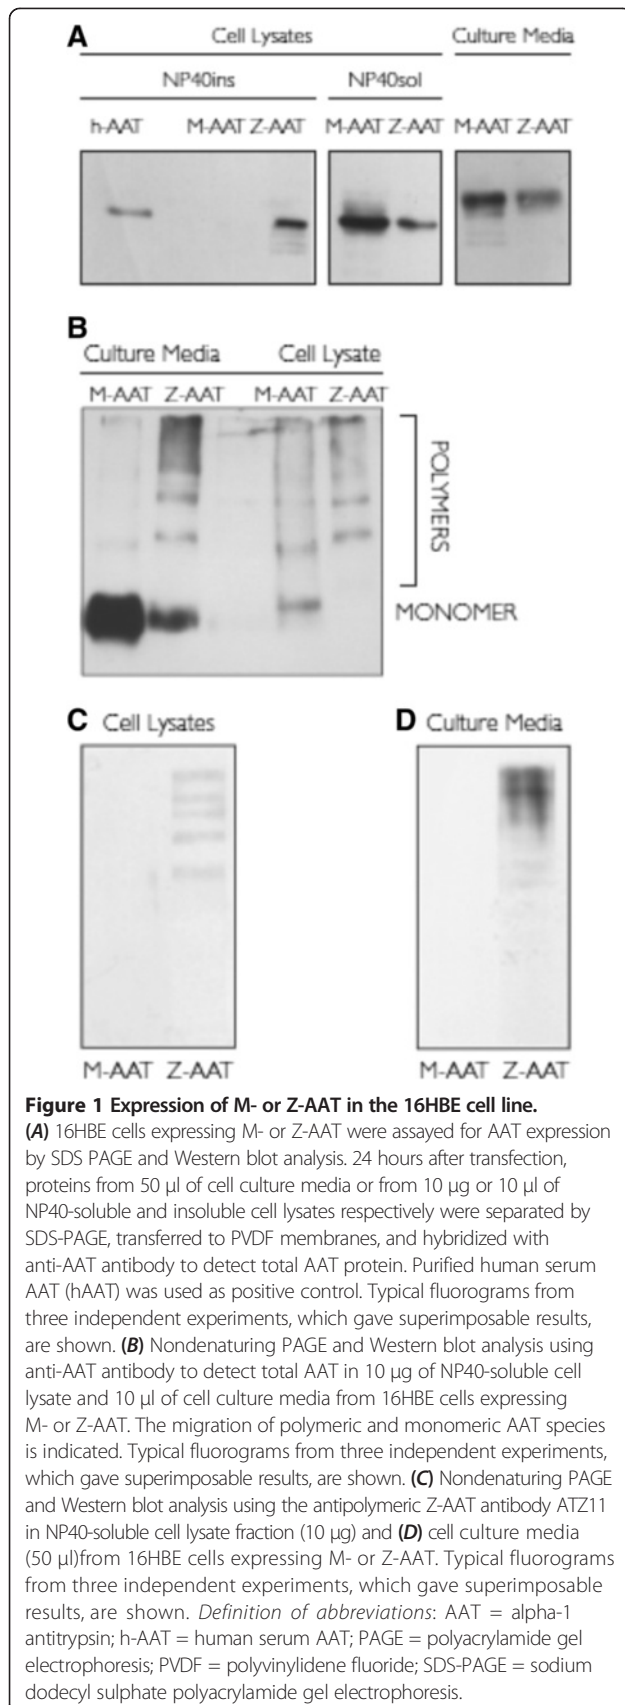 A
Cell Lysates
Culture Media
NP40ins
NP40sol
h-AAT
M-AAT Z-AAT
M-AAT Z-AAT
M-AAT Z-AAT
B
Culture Media
Cell Lysate
M-AAT Z-AAT
M-AAT Z-AAT
POLYMERS
MONOMER
C Cell Lysates
D Culture Media
M-AAT Z-AAT
M-AAT Z-AAT
Figure 1 Expression of M- or Z-AAT in the 16HBE cell line.
(A) 16HBE cells expressing M- or Z-AAT were assayed for AAT expression
by SDS PAGE and Western blot analysis. 24 hours after transfection,
proteins from 50 μl of cell culture media or from 10 μg or 10 μl of
NP40-soluble and insoluble cell lysates respectively were separated by
SDS-PAGE, transferred to PVDF membranes, and hybridized with
anti-AAT antibody to detect total AAT protein. Purified human serum
AAT (hAAT) was used as positive control. Typical fluorograms from
three independent experiments, which gave superimposable results,
are shown. (B) Nondenaturing PAGE and Western blot analysis using
anti-AAT antibody to detect total AAT in 10 μg of NP40-soluble cell
lysate and 10 μl of cell culture media from 16HBE cells expressing
M- or Z-AAT. The migration of polymeric and monomeric AAT species
is indicated. Typical fluorograms from three independent experiments,
which gave superimposable results, are shown. (C) Nondenaturing PAGE
and Western blot analysis using the antipolymeric Z-AAT antibody ATZ11
in NP40-soluble cell lysate fraction (10 μg) and (D) cell culture media
(50 μl)from 16HBE cells expressing M- or Z-AAT. Typical fluorograms
from three independent experiments, which gave superimposable
results, are shown. Definition of abbreviations: AAT = alpha-1
antitrypsin; h-AAT = human serum AAT; PAGE = polyacrylamide gel
electrophoresis; PVDF = polyvinylidene fluoride; SDS-PAGE = sodium
dodecyl sulphate polyacrylamide gel electrophoresis.